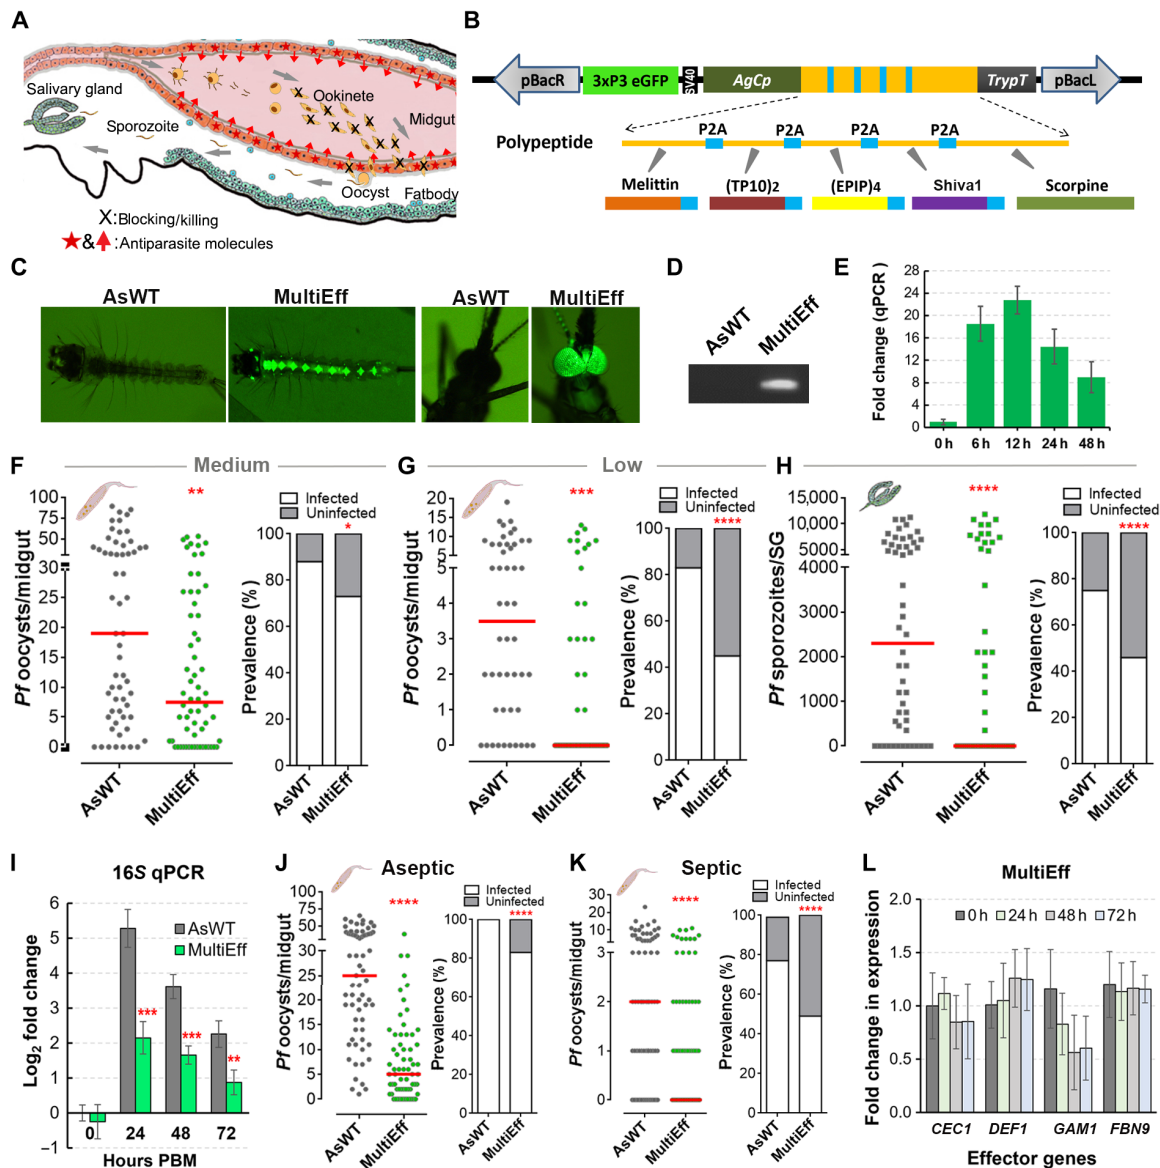 A
Salivary gland
Sporozoite
Ookinete
Midgut
Oocyst
Fatbody
X:Blocking/killing
★&↑:Antiparasite molecules
B
pBacR
3xP3 eGFP
SV40
AgCp
TrypT
pBacL
Polypeptide
P2A P2A P2A P2A
Melittin (TP10)2 (EPIP)4 Shiva1 Scorpine
C
AsWT MultiEff AsWT MultiEff
D
AsWT MultiEff
E
Fold change (qPCR)
28
24
20
16
12
8
4
0
0 h 6 h 12 h 24 h 48 h
F
Medium
Pf oocysts/midgut
100
75
50
30
20
10
5
0
**
AsWT MultiEff
Infected
Uninfected
*
Prevalence (%)
100
80
60
40
20
0
AsWT MultiEff
G
Low
Pf oocysts/midgut
20
15
10
5
5
4
3
2
1
0
***
AsWT MultiEff
Infected
Uninfected
****
Prevalence (%)
100
80
60
40
20
0
AsWT MultiEff
H
Pf sporozoites/SG
15,000
10000
5000
4000
3000
2000
1000
0
****
AsWT MultiEff
Infected
Uninfected
****
Prevalence (%)
100
80
60
40
20
0
AsWT MultiEff
I
16S qPCR
Log2 fold change
6
5
4
3
2
1
0
−1
AsWT
MultiEff
***
***
**
0 24 48 72
Hours PBM
J
Aseptic
Pf oocysts/midgut
100
75
50
30
25
20
15
10
5
0
****
AsWT MultiEff
Infected
Uninfected
****
Prevalence (%)
100
80
60
40
20
0
AsWT MultiEff
K
Septic
Pf oocysts/midgut
30
20
10
3
3
2
1
0
****
AsWT MultiEff
Infected
Uninfected
****
Prevalence (%)
100
80
60
40
20
0
AsWT MultiEff
L
MultiEff
Fold change in expression
2.0
1.5
1.0
0.5
0.0
0 h 24 h 48 h 72 h
CEC1 DEF1 GAM1 FBN9
Effector genes